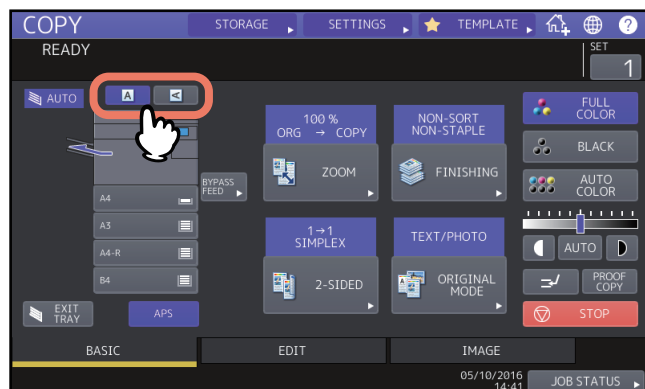 COPY
STORAGE
SETTINGS
TEMPLATE
?
READY
SET
1
AUTO
A
A
100 %
ORG → COPY
NON-SORT
NON-STAPLE
FULL
COLOR
ZOOM
FINISHING
BLACK
BYPASS
FEED
AUTO
COLOR
A4
A3
A4-R
B4
1→1
SIMPLEX
TEXT/PHOTO
AUTO
2-SIDED
ORIGINAL
MODE
PROOF
COPY
EXIT
TRAY
APS
STOP
BASIC
EDIT
IMAGE
05/10/2016
14:41
JOB STATUS